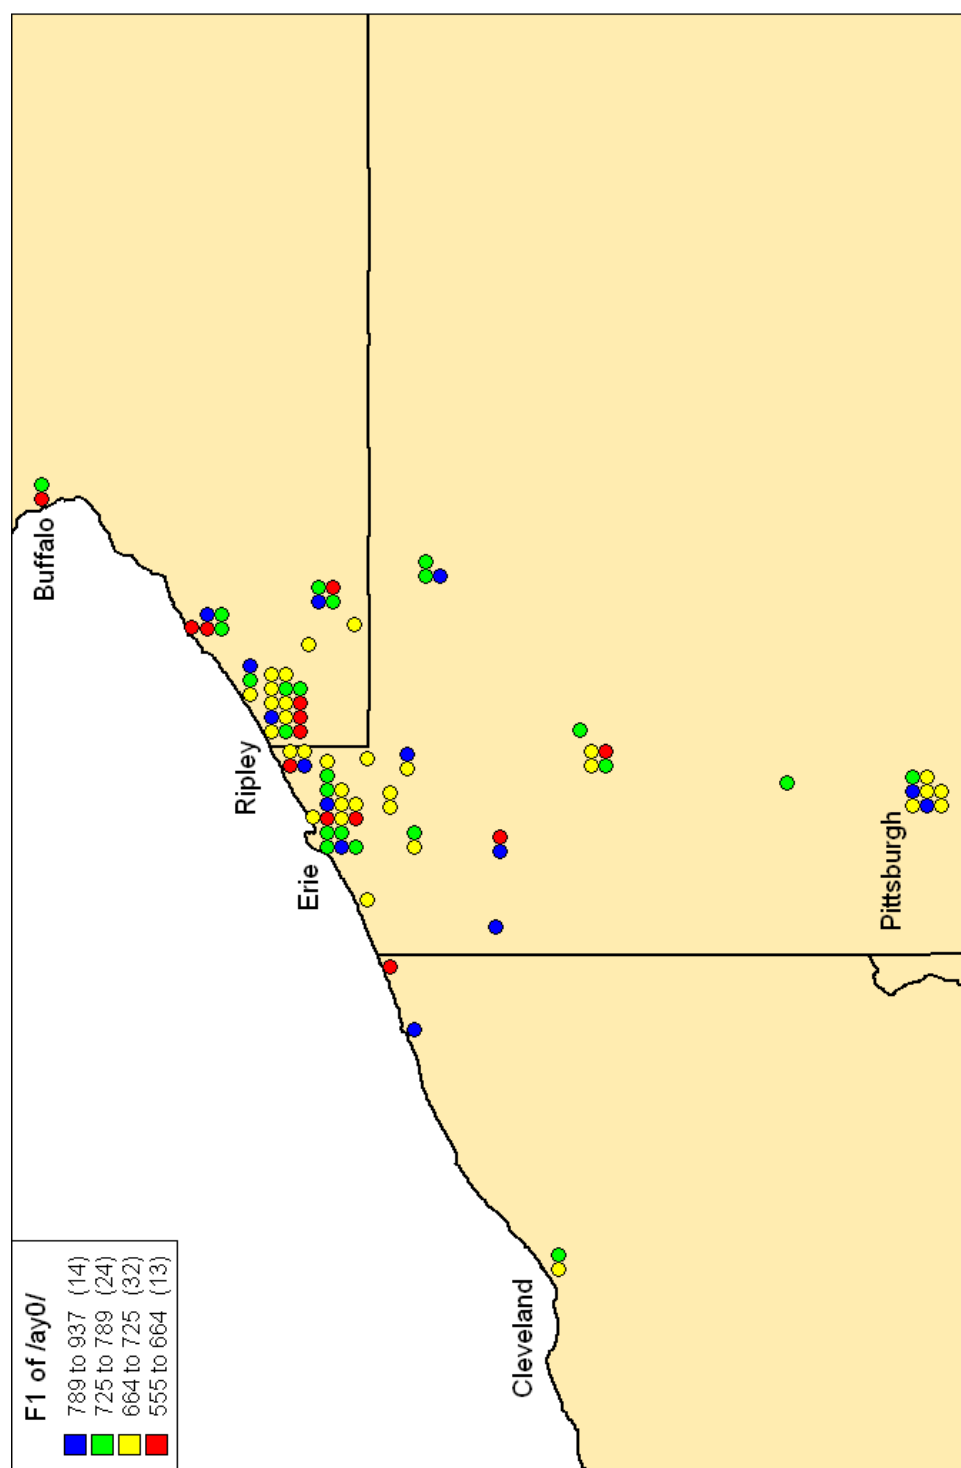 F1 of /ay0/
789 to 937 (14)
725 to 789 (24)
664 to 725 (32)
555 to 664 (13)
Cleveland
Erie
Ripley
Buffalo
Pittsburgh